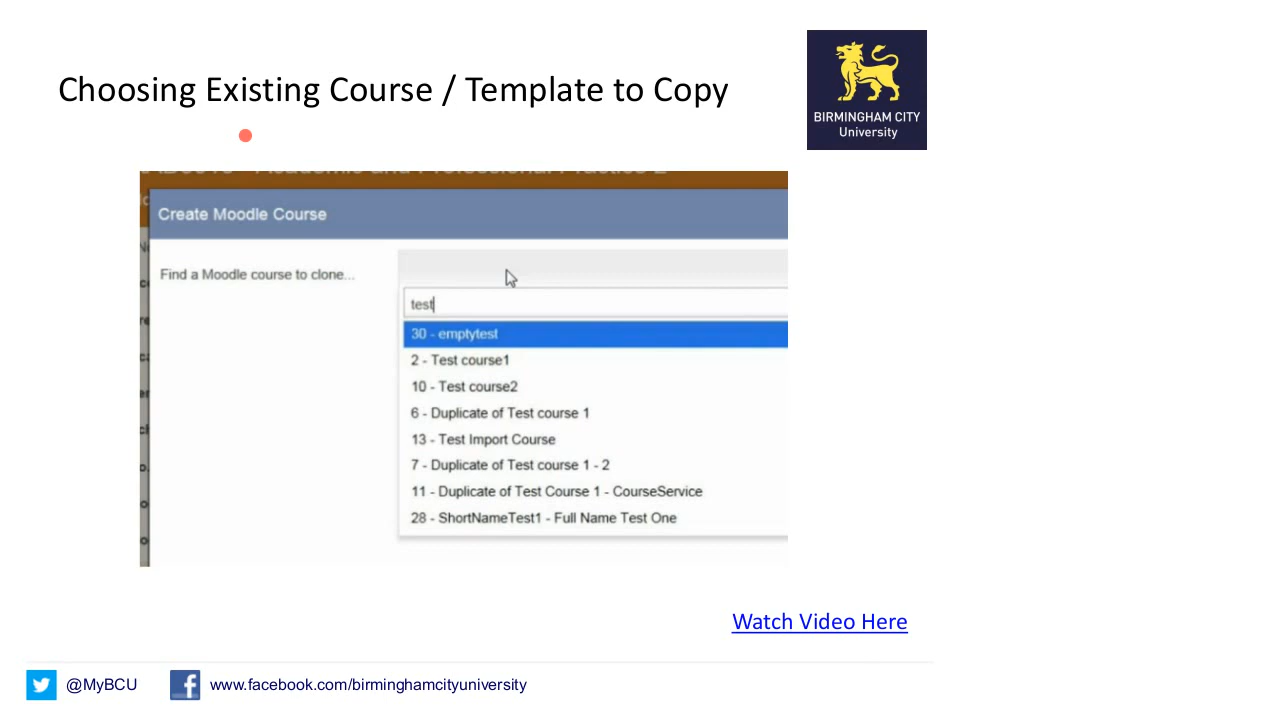 Choosing Existing Course / Template to Copy
BIRMINGHAM CITY
University
Create Moodle Course
Find a Moodle course to clone...
test
30 - emptytest
2 - Test course1
10 - Test course2
6 - Duplicate of Test course 1
13 - Test Import Course
7 - Duplicate of Test course 1 - 2
11 - Duplicate of Test Course 1 - CourseService
28 - ShortNameTest1 - Full Name Test One
Watch Video Here
@MyBCU
www.facebook.com/birminghamcityuniversity